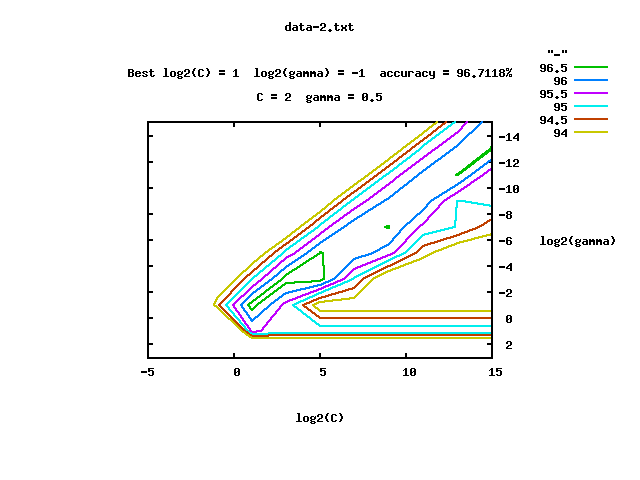 data-2.txt
"-"
Best log2(C) = 1  log2(gamma) = -1  accuracy = 96.7118%
C = 2  gamma = 0.5
96.5
96
95.5
95
94.5
94
-14
-12
-10
-8
-6
-4
-2
0
2
log2(gamma)
-5 0 5 10 15
log2(C)